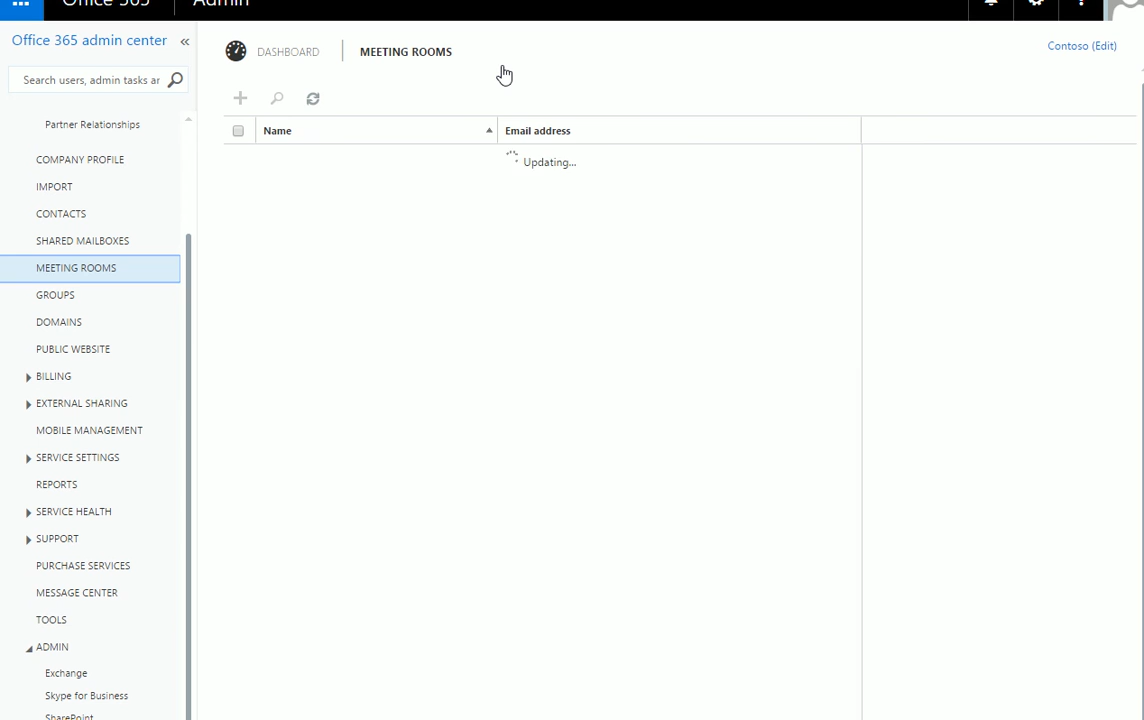 Office 365 Admin
Office 365 admin center «
DASHBOARD MEETING ROOMS
Contoso (Edit)
Search users, admin tasks ar
Name Email address
Updating...
Partner Relationships
COMPANY PROFILE
IMPORT
CONTACTS
SHARED MAILBOXES
MEETING ROOMS
GROUPS
DOMAINS
PUBLIC WEBSITE
BILLING
EXTERNAL SHARING
MOBILE MANAGEMENT
SERVICE SETTINGS
REPORTS
SERVICE HEALTH
SUPPORT
PURCHASE SERVICES
MESSAGE CENTER
TOOLS
ADMIN
Exchange
Skype for Business
SharePoint